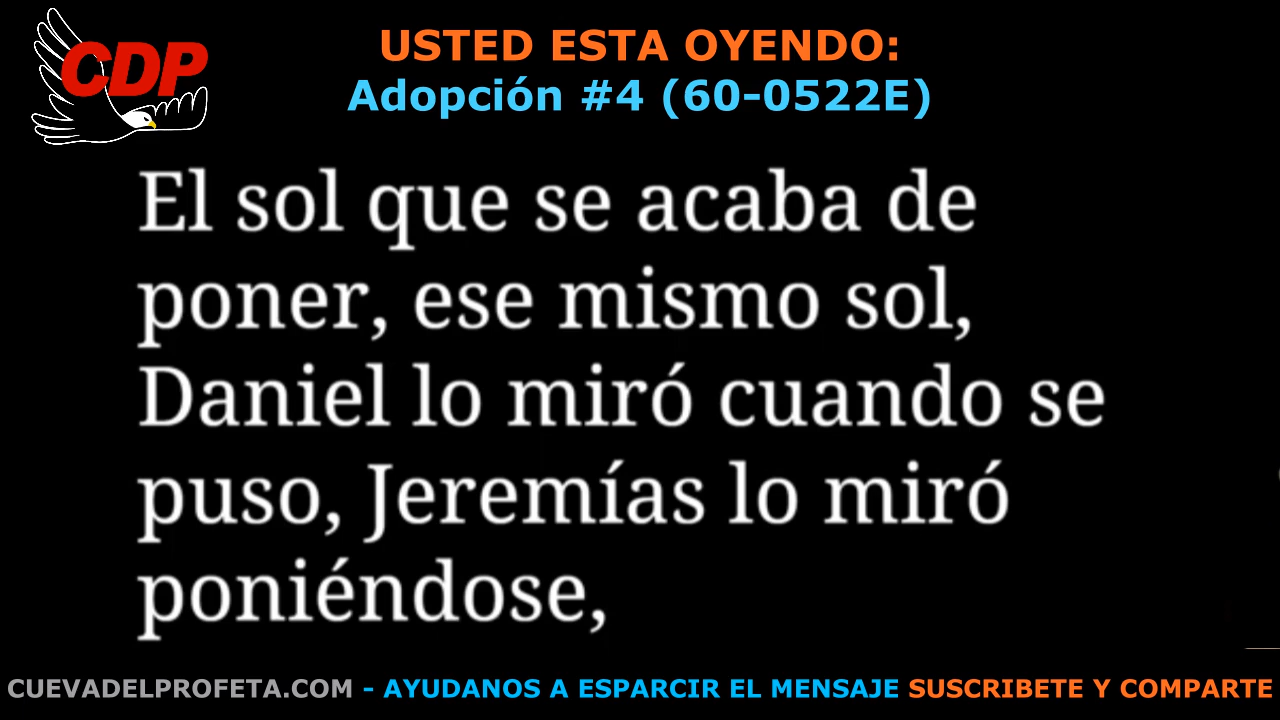 CDP
USTED ESTA OYENDO:
Adopción #4 (60-0522E)
El sol que se acaba de
poner, ese mismo sol,
Daniel lo miró cuando se
puso, Jeremías lo miró
poniéndose,
CUEVADELPROFETA.COM - AYUDANOS A ESPARCIR EL MENSAJE SUSCRIBETE Y COMPARTE